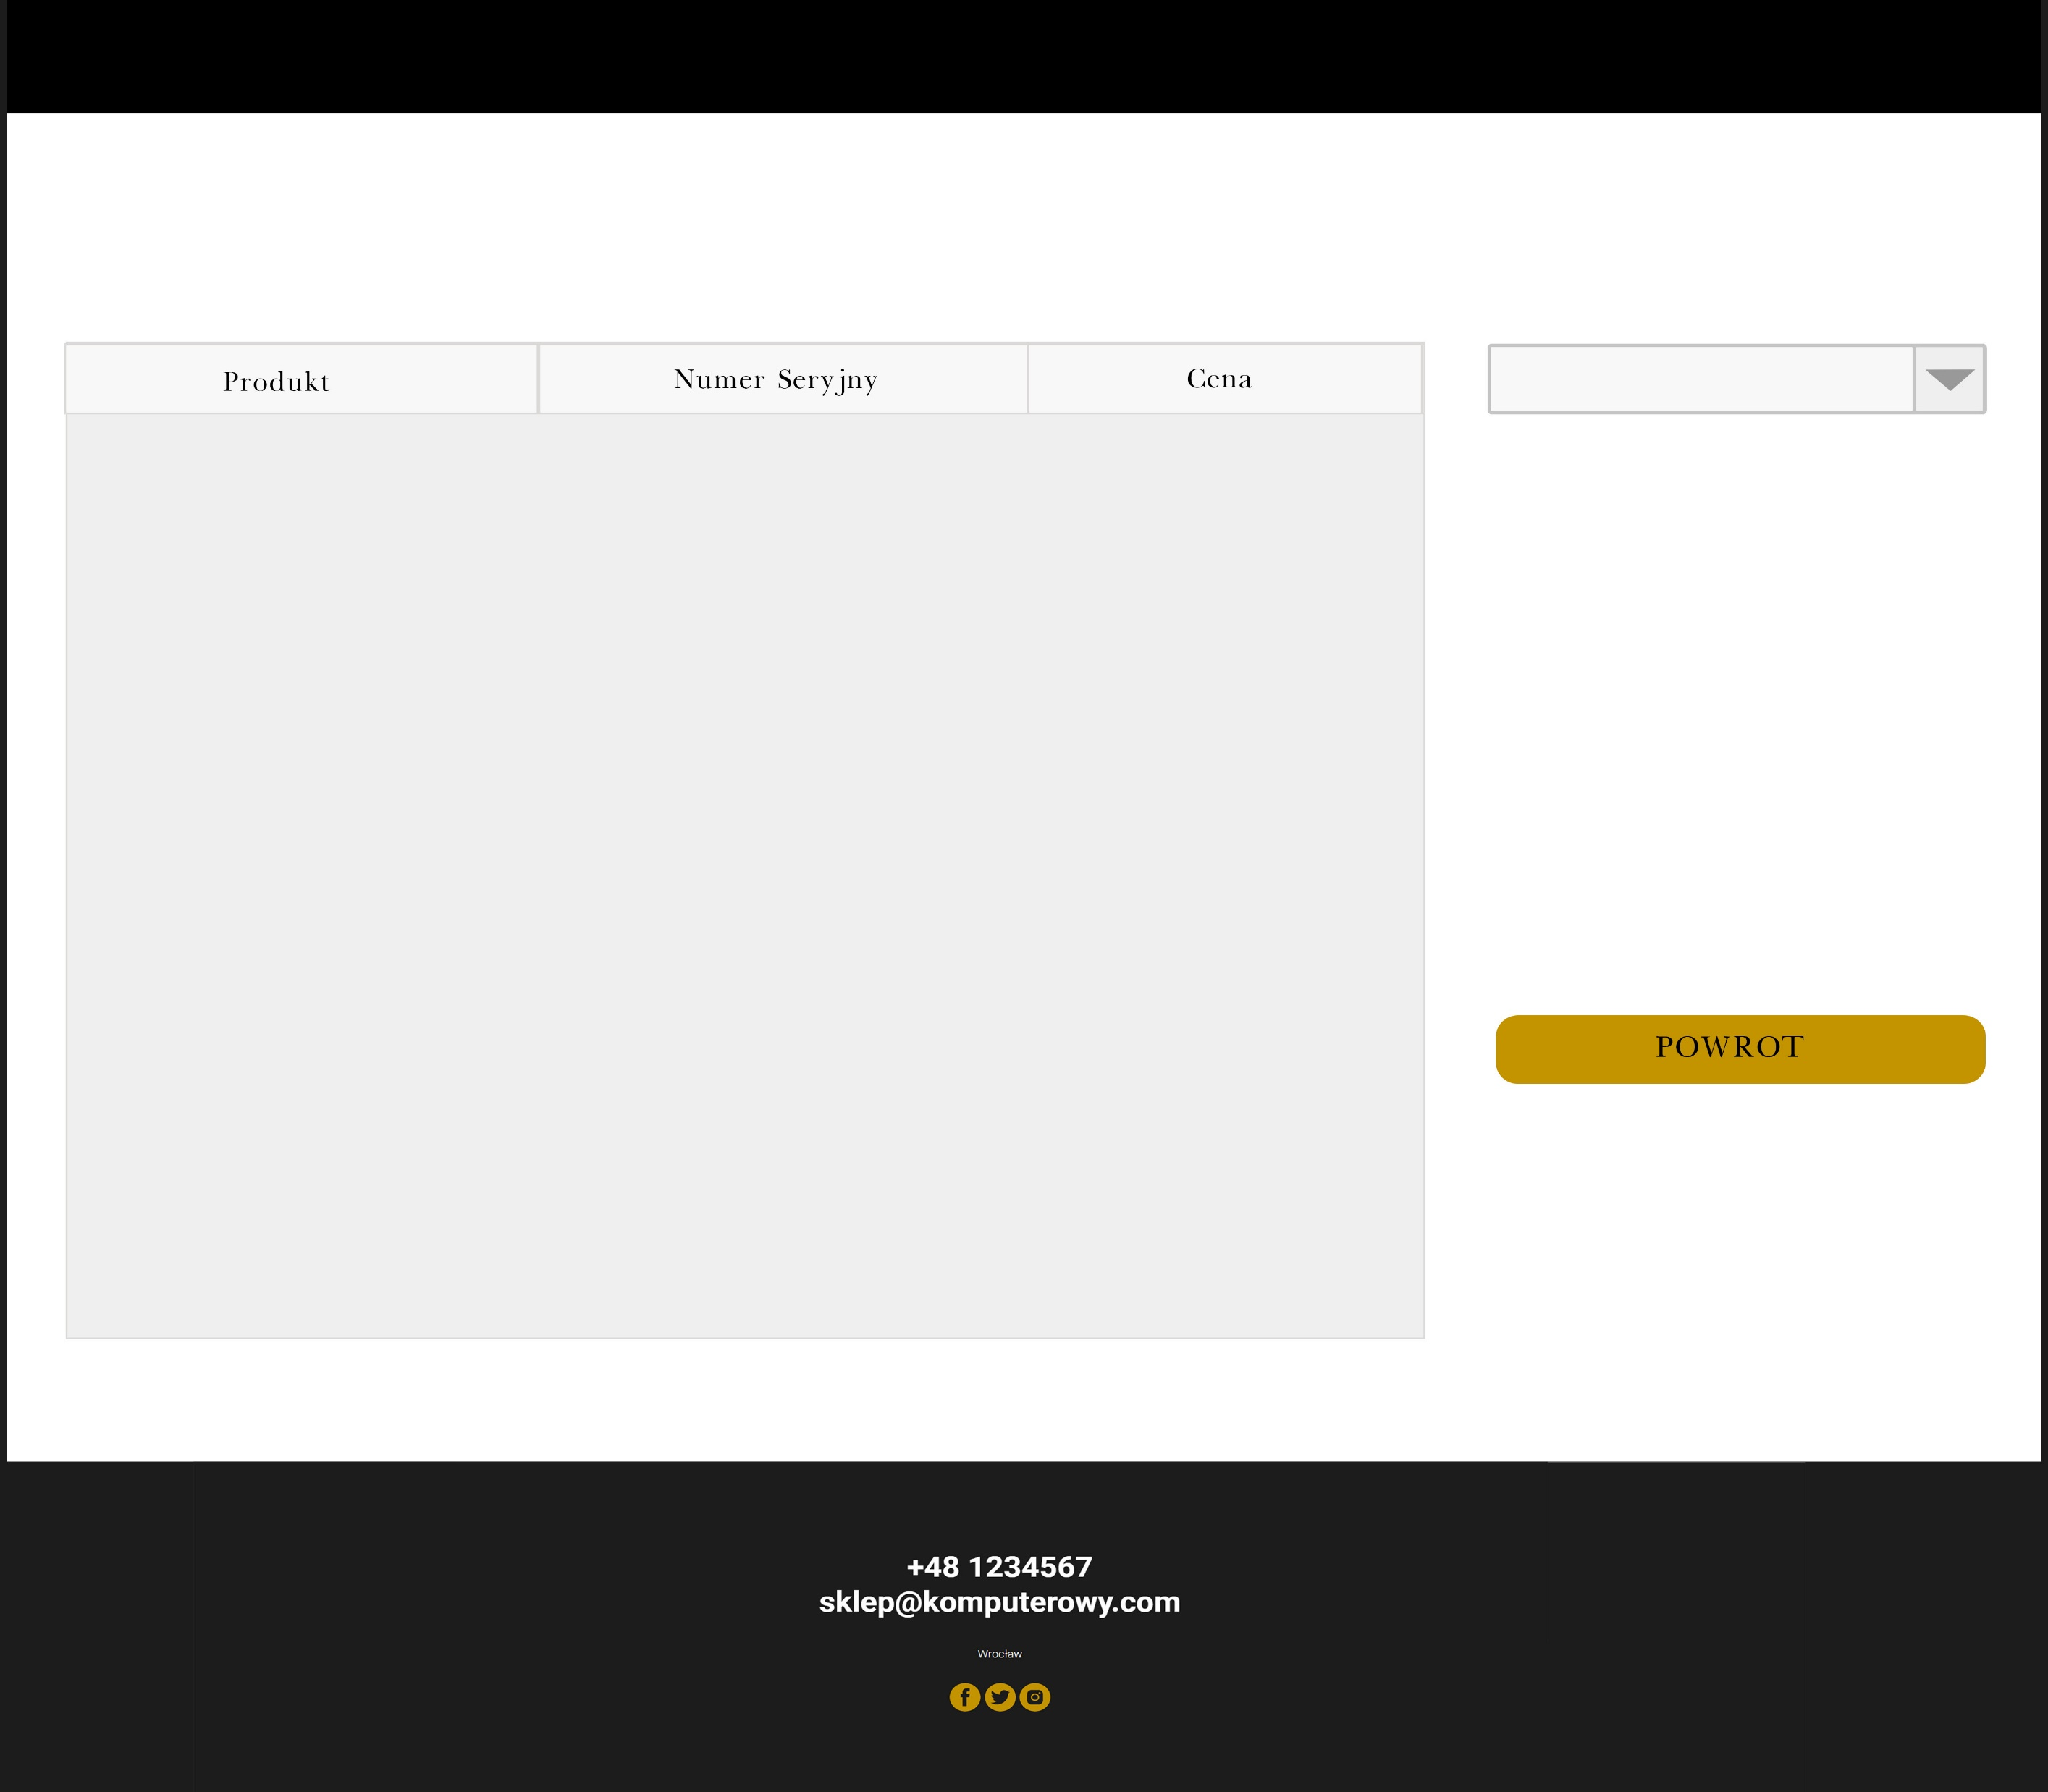 Produkt
Numer Seryjny
Cena
POWROT
+48 1234567
sklep@komputerowy.com
Wrocław